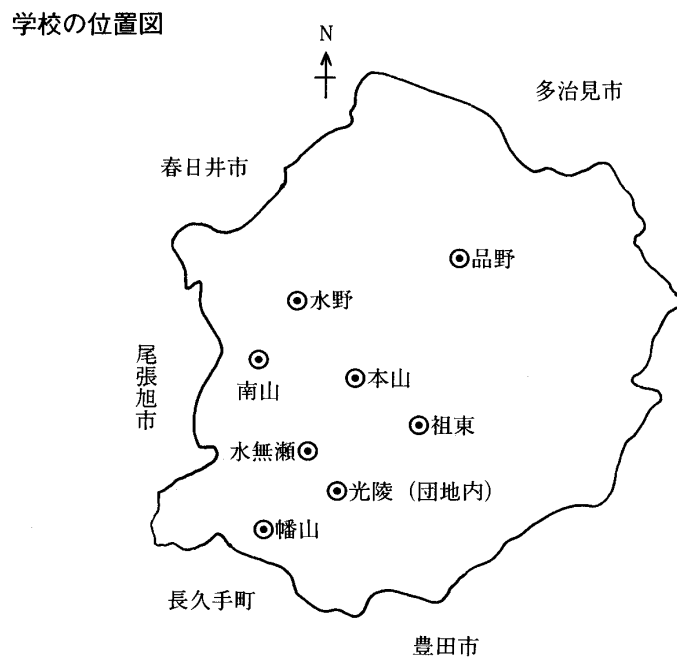 学校の位置図
N
多治見市
春日井市
品野
水野
尾張旭市
南山
本山
祖東
水無瀬
光陵（団地内）
幡山
長久手町
豊田市